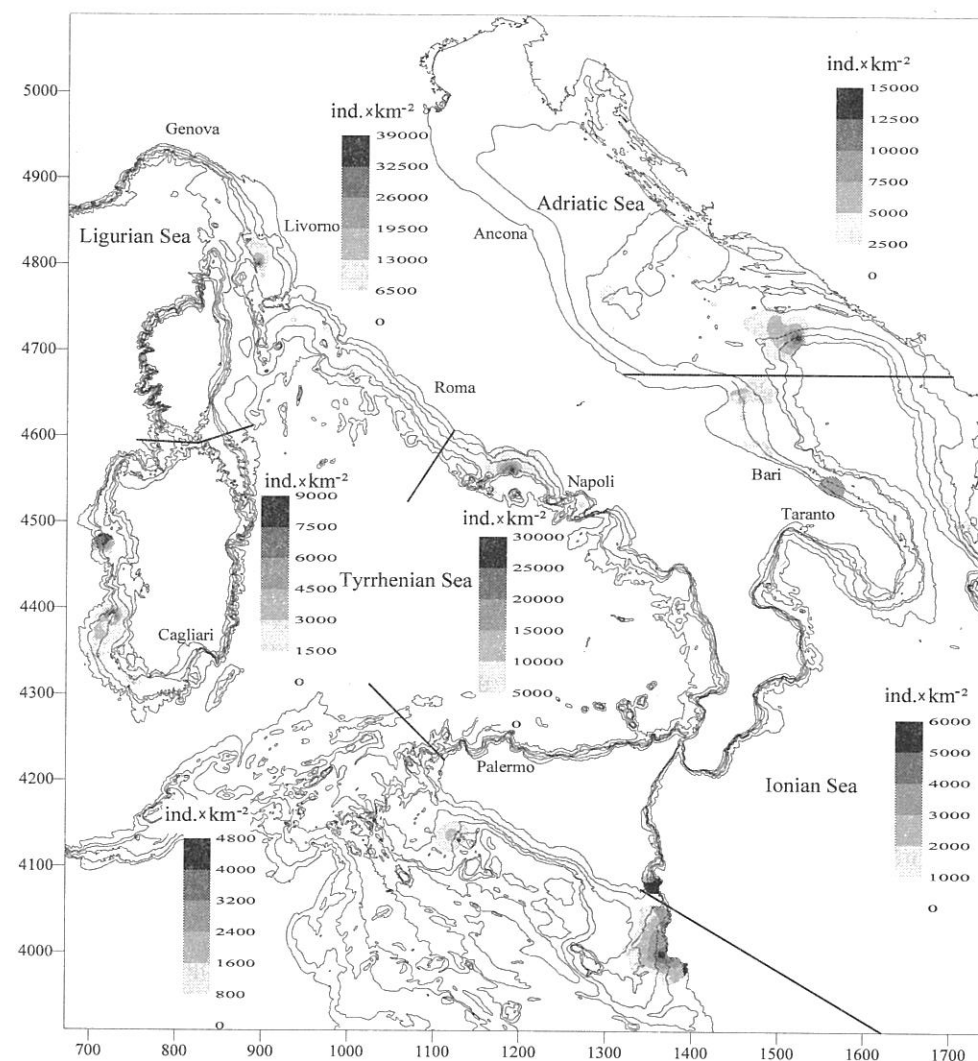 5000
4900
4800
4700
4600
4500
4400
4300
4200
4100
4000
700 800 900 1000 1100 1200 1300 1400 1500 1600 1700
Genova
Livorno
Ligurian Sea
Ancona
Adriatic Sea
Roma
Napoli
Bari
Taranto
Tyrrhenian Sea
Cagliari
Palermo
Ionian Sea
ind.×km⁻²
39000
32500
26000
19500
13000
6500
0
ind.×km⁻²
15000
12500
10000
7500
5000
2500
0
ind.×km⁻²
9000
7500
6000
4500
3000
1500
0
ind.×km⁻²
30000
25000
20000
15000
10000
5000
0
ind.×km⁻²
6000
5000
4000
3000
2000
1000
0
ind.×km⁻²
4800
4000
3200
2400
1600
800
0